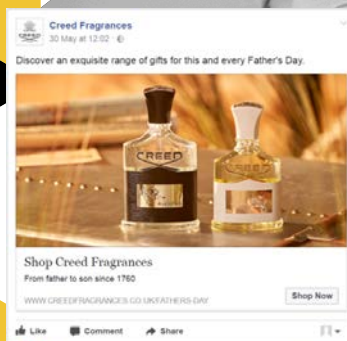 Creed Fragrances
30 May at 12:02
Discover an exquisite range of gifts for this and every Father's Day.
CREED
Shop Creed Fragrances
From father to son since 1760
WWW.CREEDFRAGRANCES.CO.UK/FATHERS-DAY
Shop Now
Like Comment Share